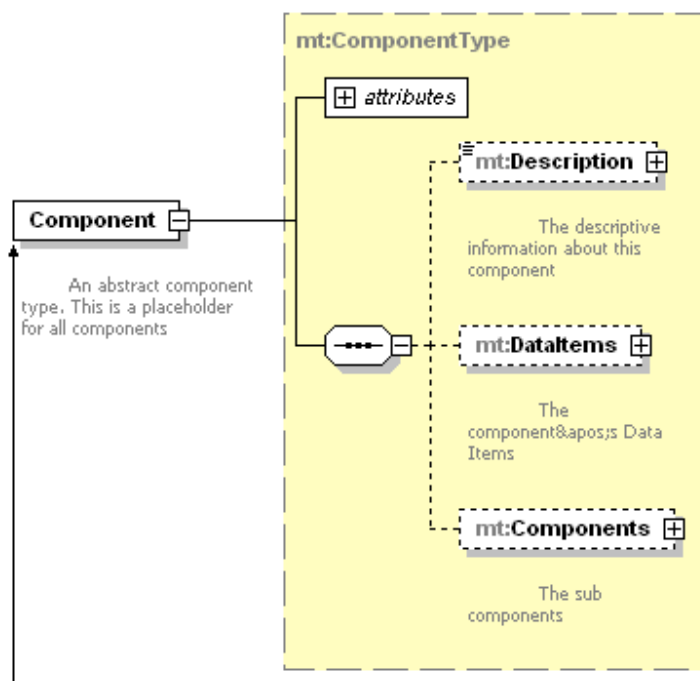 mt:ComponentType
attributes
mt:Description
The descriptive
information about this
component
Component
An abstract component
type. This is a placeholder
for all components
mt:DataItems
The
component&apos;s Data
Items
mt:Components
The sub
components